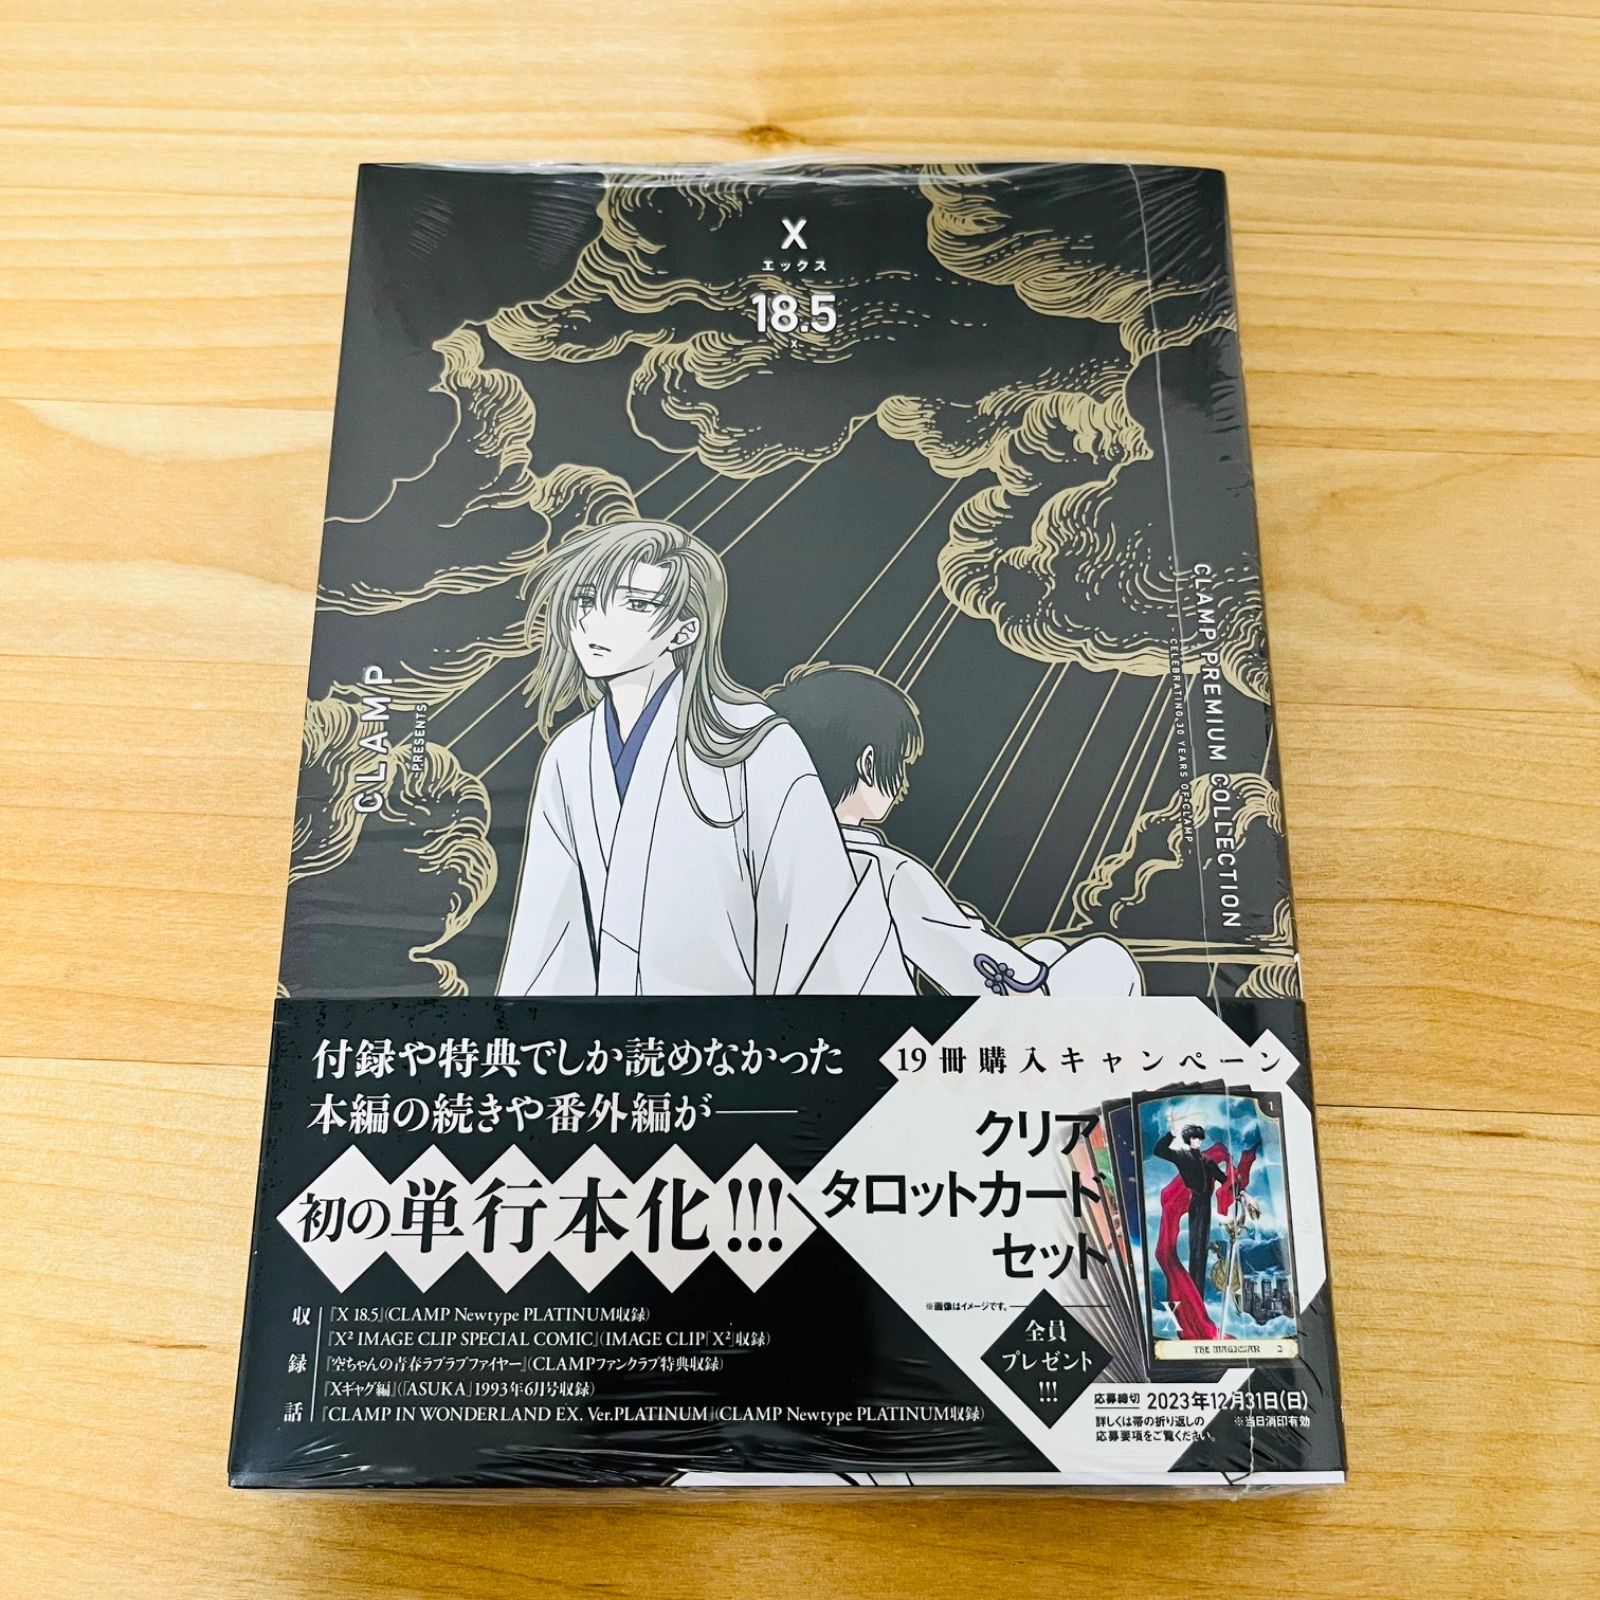 X
エックス
18.5
X
CLAMP
PRESENTS
CLAMP PREMIUM COLLECTION
- CELEBRATING 30 YEARS OF CLAMP -
付録や特典でしか読めなかった
本編の続きや番外編が――
初の単行本化!!!
収録話
『X 18.5』(CLAMP Newtype PLATINUM収録)
『X² IMAGE CLIP SPECIAL COMIC』(IMAGE CLIP「X²」収録)
『空ちゃんの青春ラブラブファイヤー』(CLAMPファンクラブ特典収録)
『Xギャグ編』(「ASUKA」1993年6月号収録)
『CLAMP IN WONDERLAND EX. Ver.PLATINUM』(CLAMP Newtype PLATINUM収録)
19冊購入キャンペーン
クリア
タロットカード
セット
※画像はイメージです。
全員
プレゼント
!!!
1
X
THE MAGICIAN
応募締切 2023年12月31日(日)
詳しくは帯の折り返しの ※当日消印有効
応募要項をご覧ください。